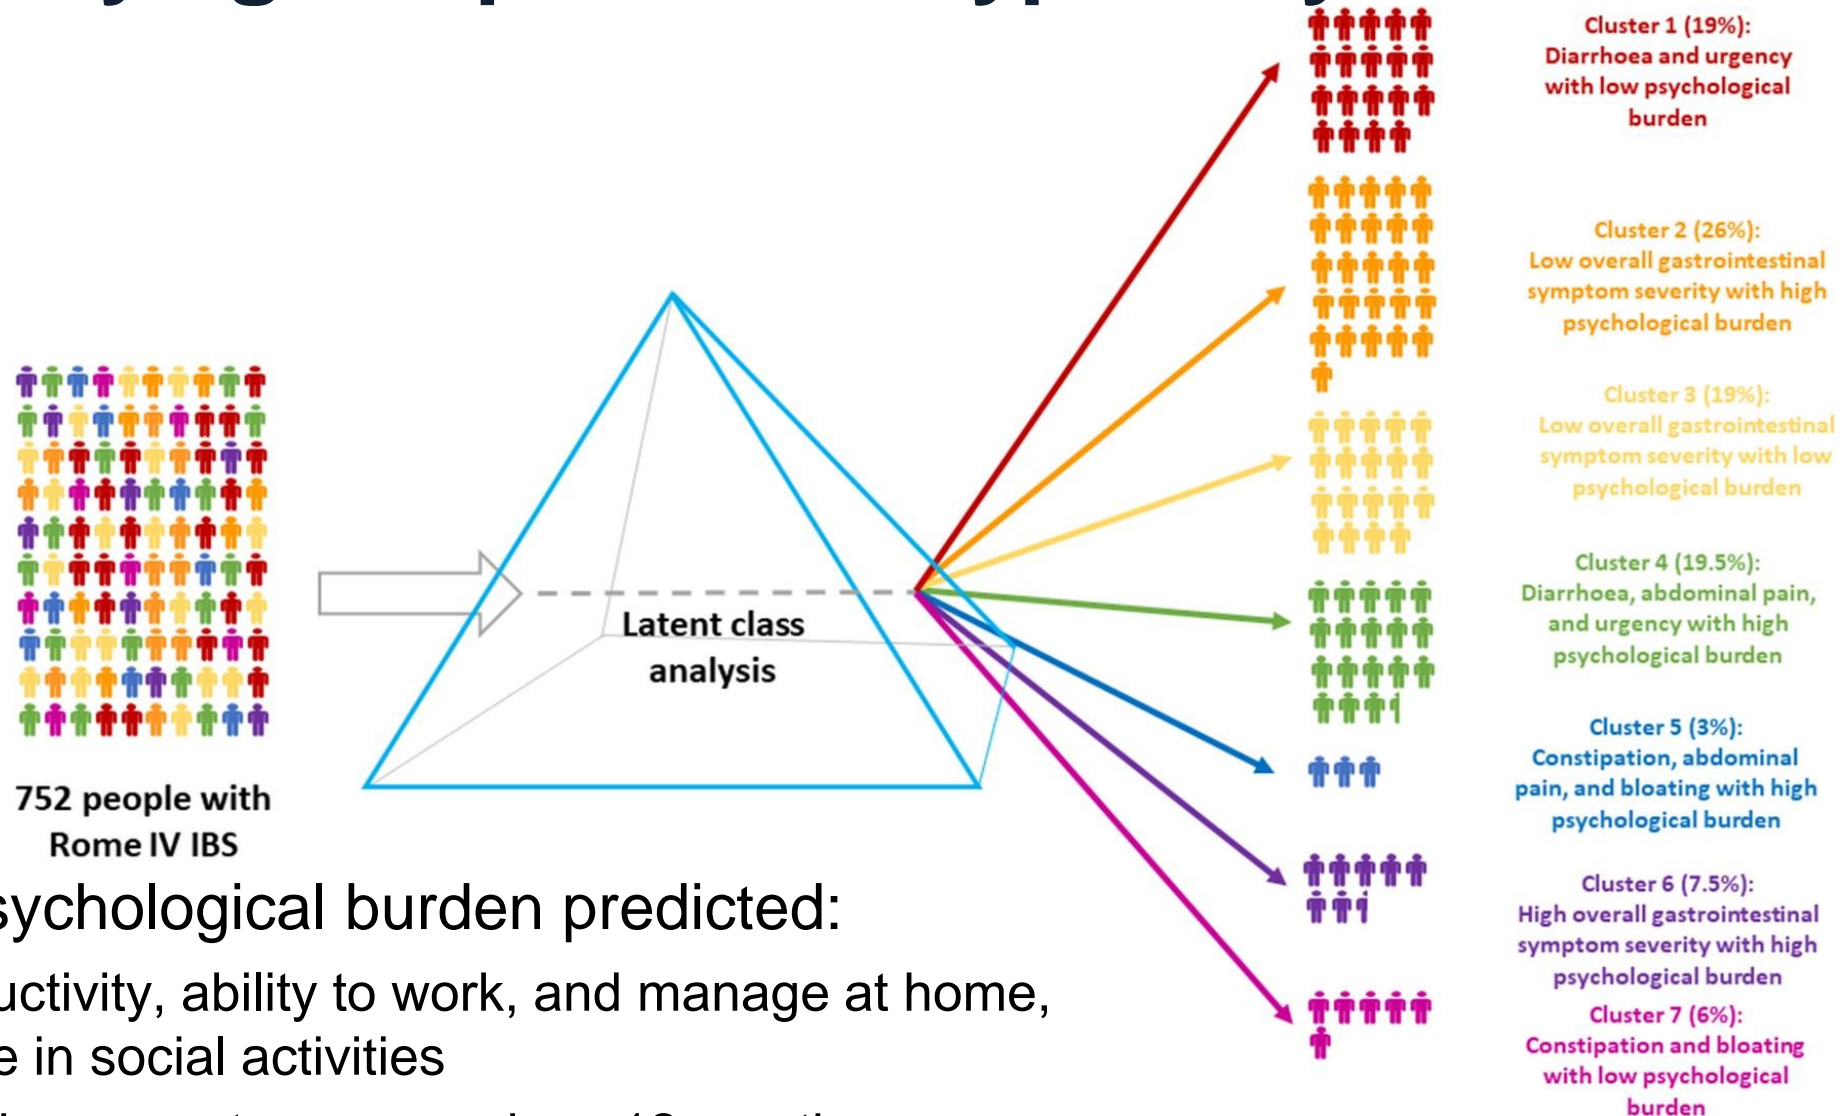 Cluster 1 (19%):
Diarrhoea and urgency
with low psychological
burden
Cluster 2 (26%):
Low overall gastrointestinal
symptom severity with high
psychological burden
Cluster 3 (19%):
Low overall gastrointestinal
symptom severity with low
psychological burden
Cluster 4 (19.5%):
Diarrhoea, abdominal pain,
and urgency with high
psychological burden
Cluster 5 (3%):
Constipation, abdominal
pain, and bloating with high
psychological burden
Cluster 6 (7.5%):
High overall gastrointestinal
symptom severity with high
psychological burden
Cluster 7 (6%):
Constipation and bloating
with low psychological
burden
Latent class
analysis
752 people with
Rome IV IBS
sychological burden predicted:
uctivity, ability to work, and manage at home,
e in social activities